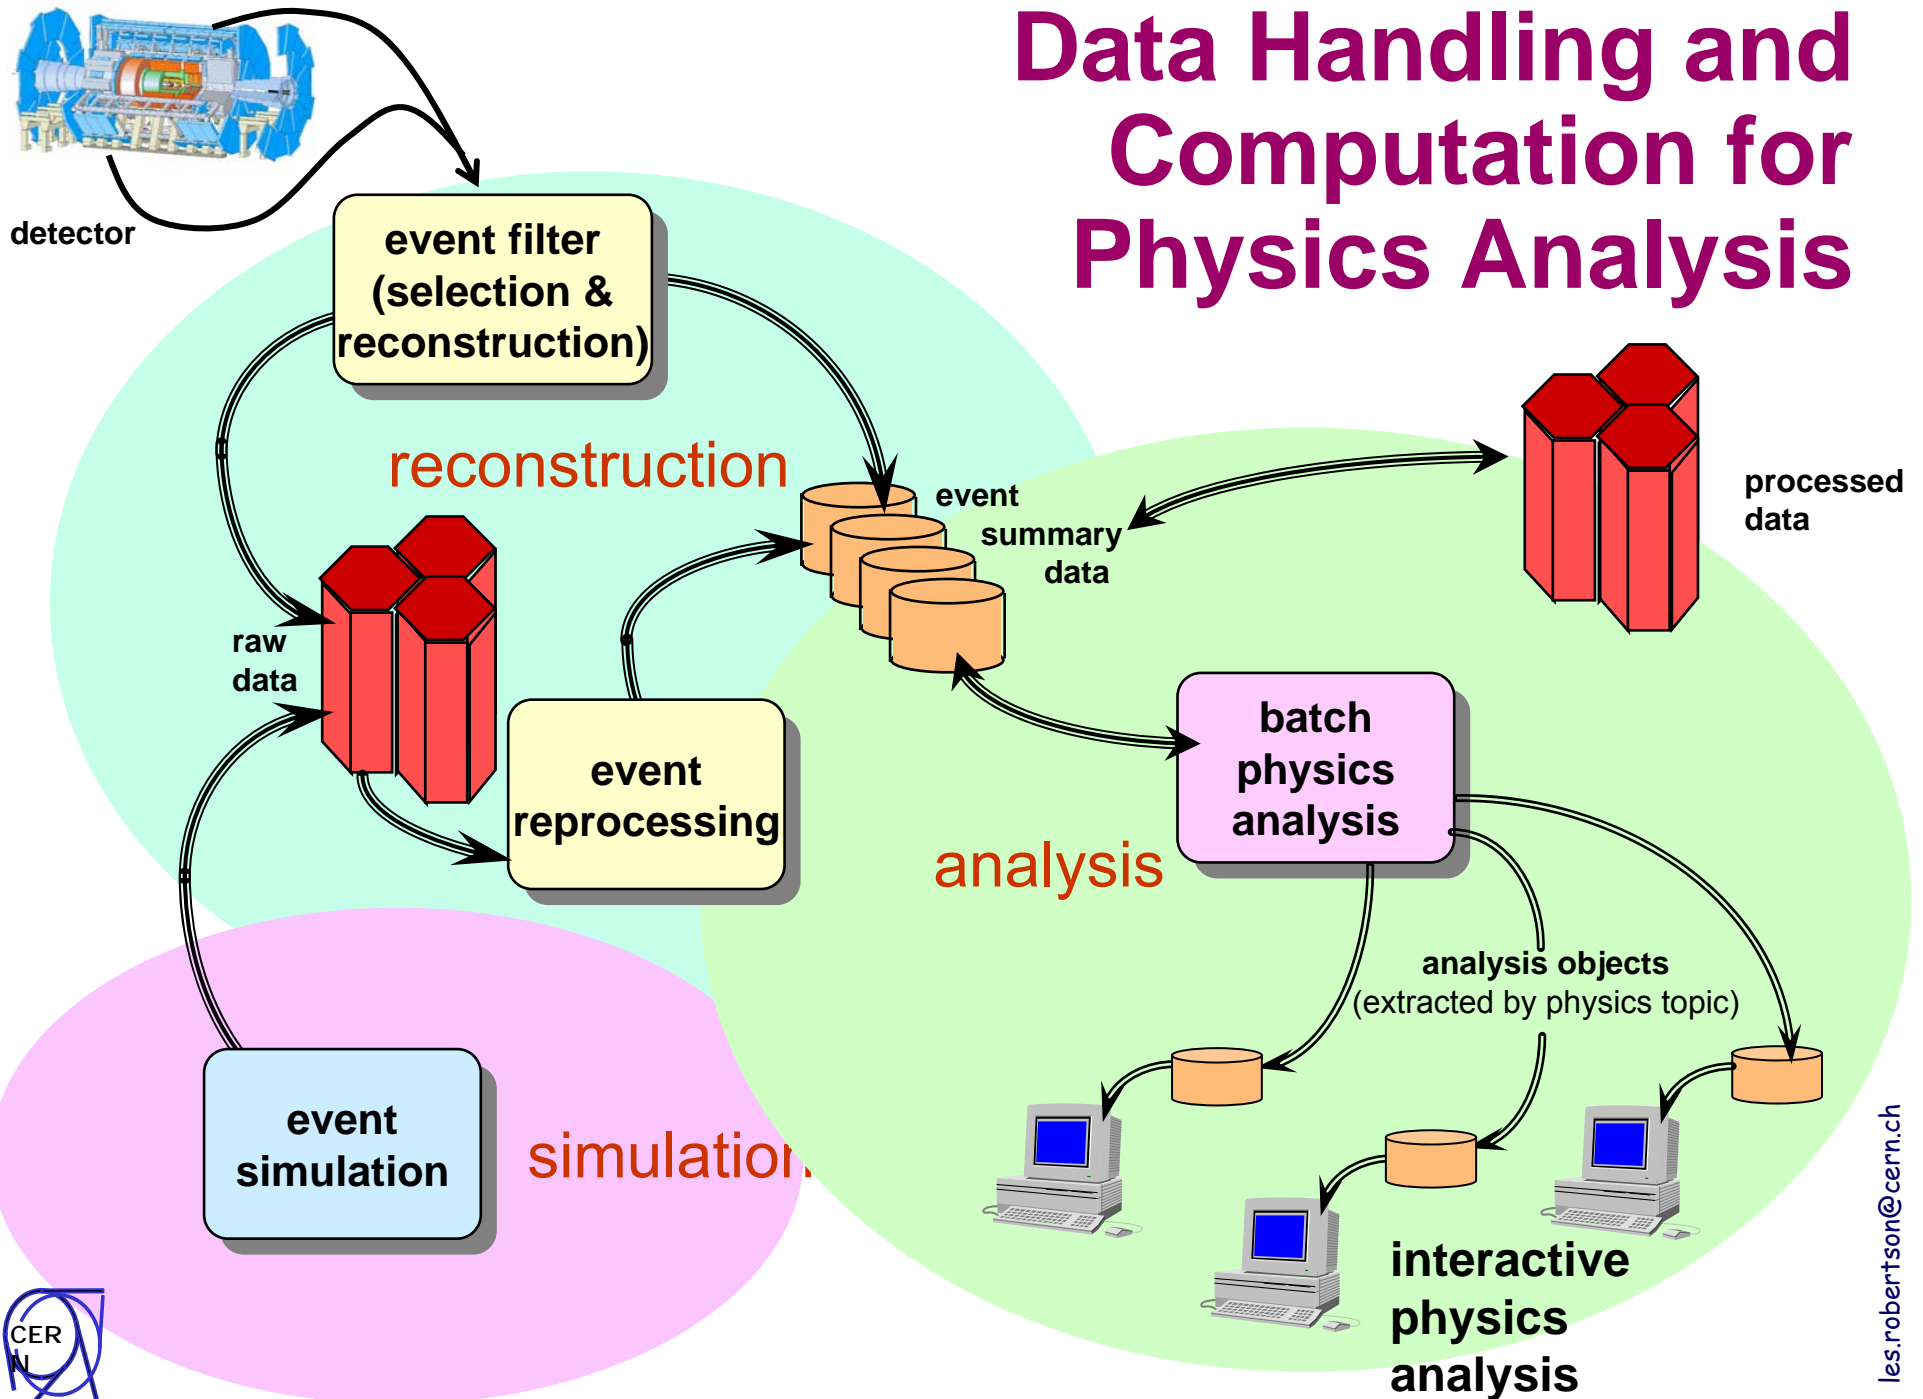 Data Handling and
Computation for
Physics Analysis
detector
event filter
(selection &
reconstruction)
reconstruction
processed
data
event
summary
data
raw
data
batch
physics
analysis
event
reprocessing
analysis
analysis objects
(extracted by physics topic)
event
simulation
simulation
interactive
physics
analysis
les.robertson@cern.ch
CER
N